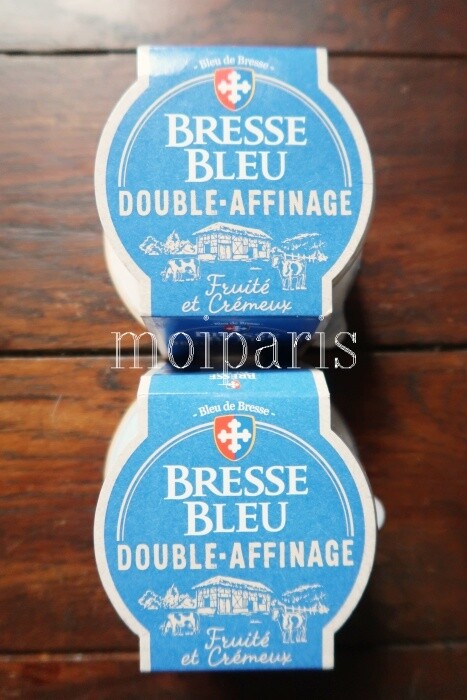 - Bleu de Bresse -
BRESSE
BLEU
DOUBLE-AFFINAGE
Fruité
et Crémeux
moiparis
- Bleu de Bresse -
BRESSE
BLEU
DOUBLE-AFFINAGE
Fruité
et Crémeux